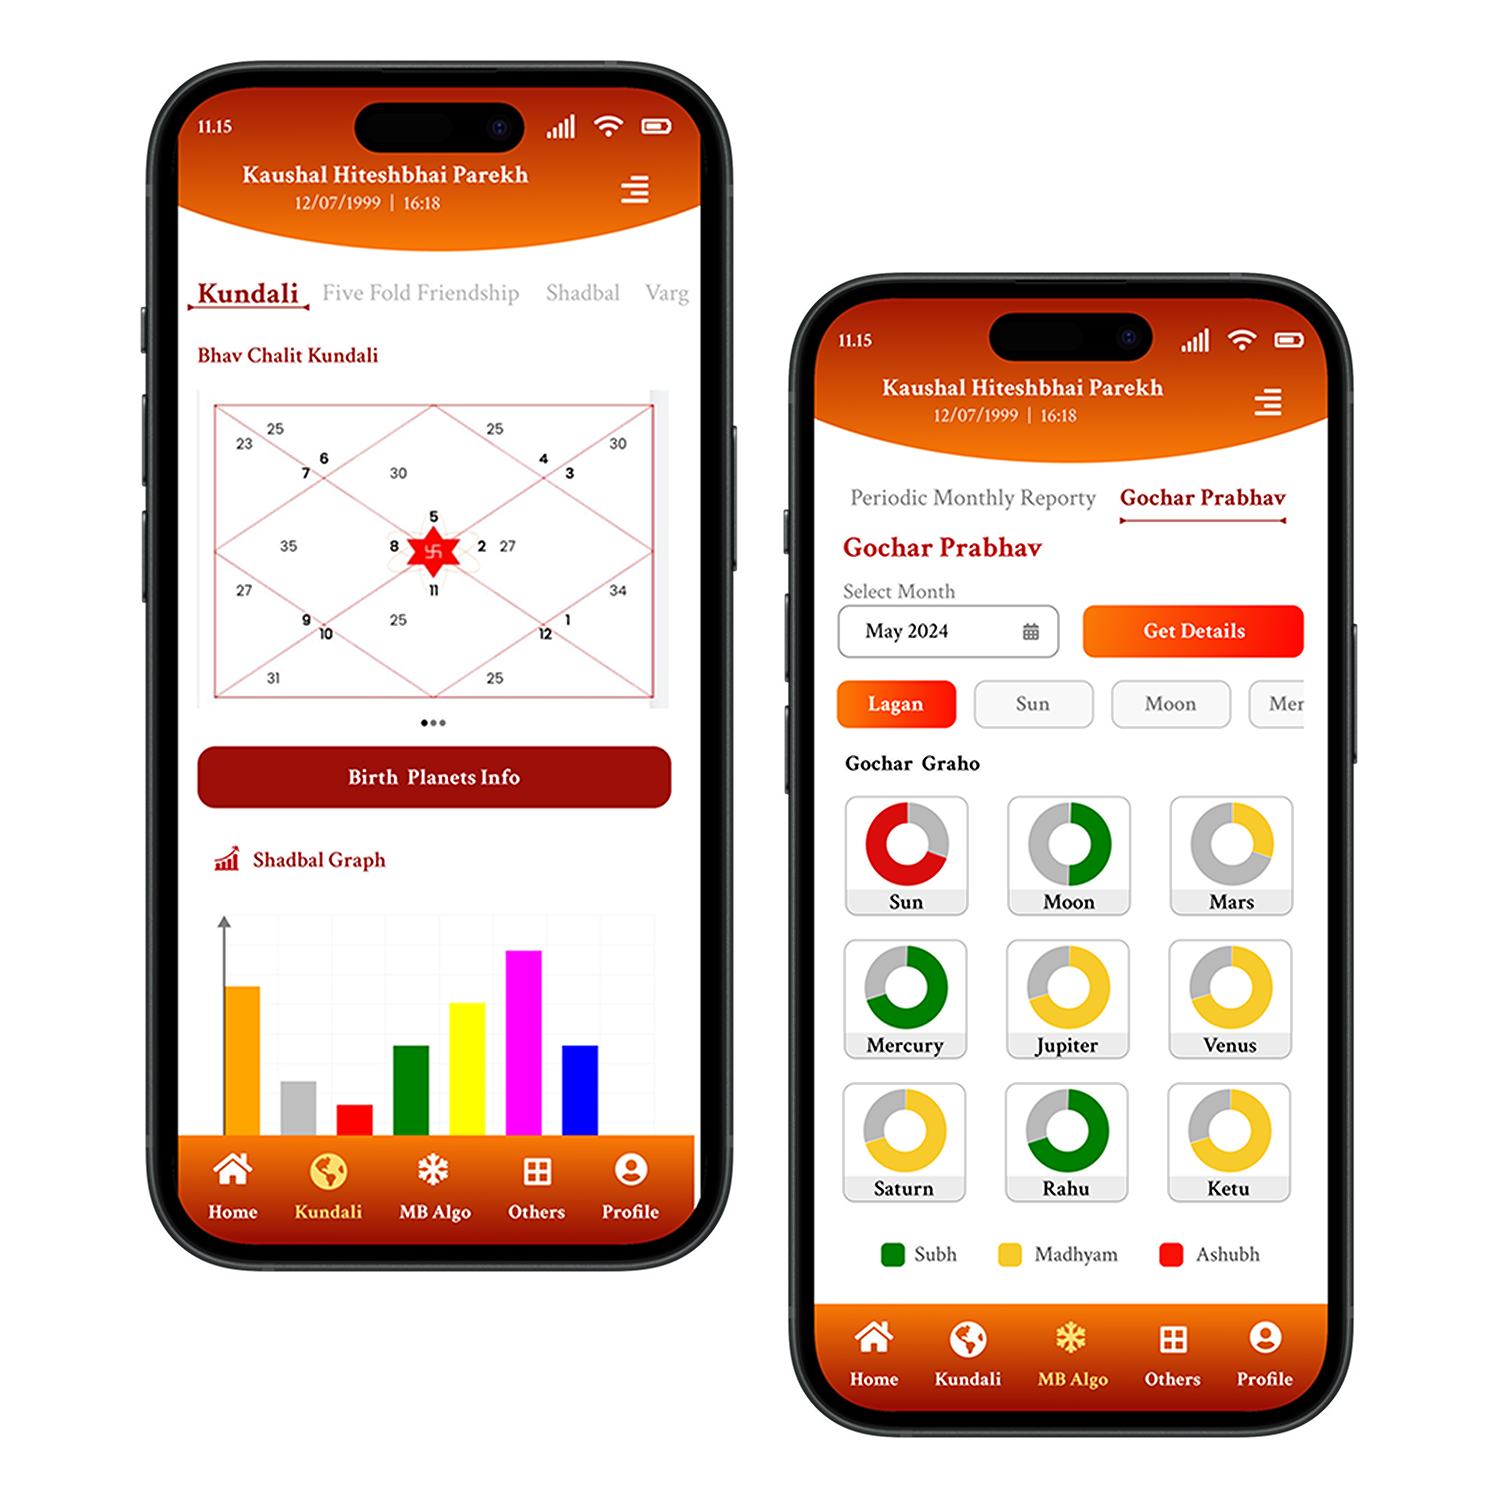 11.15
Kaushal Hiteshbhai Parekh
12/07/1999 | 16:18
Kundali Five Fold Friendship Shadbal Varg
Bhav Chalit Kundali
25 25
23 30
6 4
7 30 3
5
35 8 卐 2 27
27 11 34
9 25 1
10 12
31 25
Birth Planets Info
Shadbal Graph
Home Kundali MB Algo Others Profile
11.15
Kaushal Hiteshbhai Parekh
12/07/1999 | 16:18
Periodic Monthly Reporty Gochar Prabhav
Gochar Prabhav
Select Month
May 2024 Get Details
Lagan Sun Moon Mer
Gochar Graho
Sun Moon Mars
Mercury Jupiter Venus
Saturn Rahu Ketu
Subh Madhyam Ashubh
Home Kundali MB Algo Others Profile